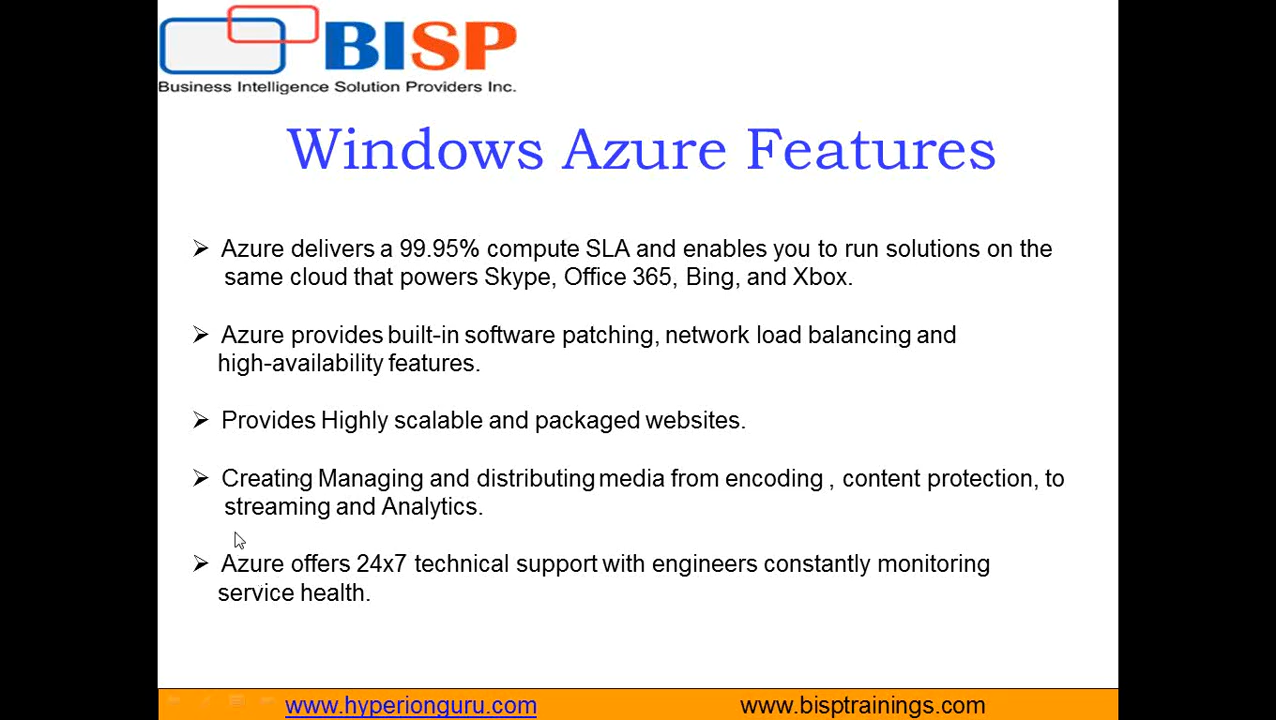 BISP
Business Intelligence Solution Providers Inc.
Windows Azure Features
Azure delivers a 99.95% compute SLA and enables you to run solutions on the
same cloud that powers Skype, Office 365, Bing, and Xbox.
Azure provides built-in software patching, network load balancing and
high-availability features.
Provides Highly scalable and packaged websites.
Creating Managing and distributing media from encoding , content protection, to
streaming and Analytics.
Azure offers 24x7 technical support with engineers constantly monitoring
service health.
www.hyperionguru.com www.bisptrainings.com